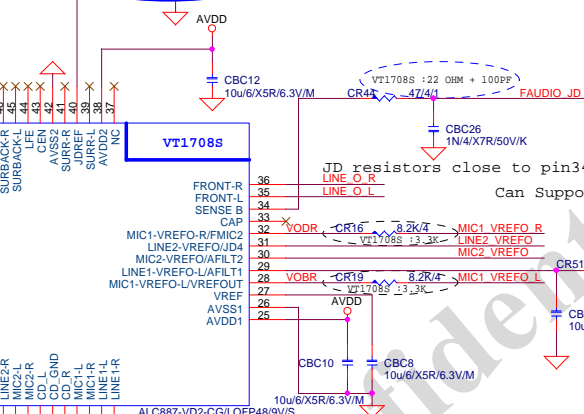 AVDD
CBC12
10u/6/X5R/6.3V/M
VT1708S :22 OHM + 100PF
CR44 47/4/1
FAUDIO_JD
CBC26
1N/4/X7R/50V/K
45
44
43
42
41
40
39
38
37
SURBACK-R
SURBACK-L
LFE
CEN
AVSS2
SURR-R
JDREF
SURR-L
AVDD2
NC
VT1708S
JD resistors close to pin34
Can Suppo
FRONT-R 36 LINE_O_R
FRONT-L 35 LINE_O_L
SENSE B 34
CAP 33
MIC1-VREFO-R/FMIC2 32 VODR CR16 8.2K/4 MIC1_VREFO_R
VT1708S :3.3K
LINE2-VREFO/JD4 31 LINE2_VREFO
MIC2-VREFO/AFILT2 30 MIC2_VREFO
LINE1-VREFO-L/AFILT1 29 CR51
MIC1-VREFO-L/VREFOUT 28 VOBR CR19 8.2K/4 MIC1_VREFO_L
VT1708S :3.3K
VREF 27
AVSS1 26
AVDD1 25
AVDD
CB
10u
CBC10
CBC8
10u/6/X5R/6.3V/M
10u/6/X5R/6.3V/M
LINE2-R
MIC2-L
MIC2-R
CD_L
CD_GND
CD_R
MIC1-L
MIC1-R
LINE1-L
LINE1-R
ALC887-VD2-CG/LQFP48/9V/S
fident